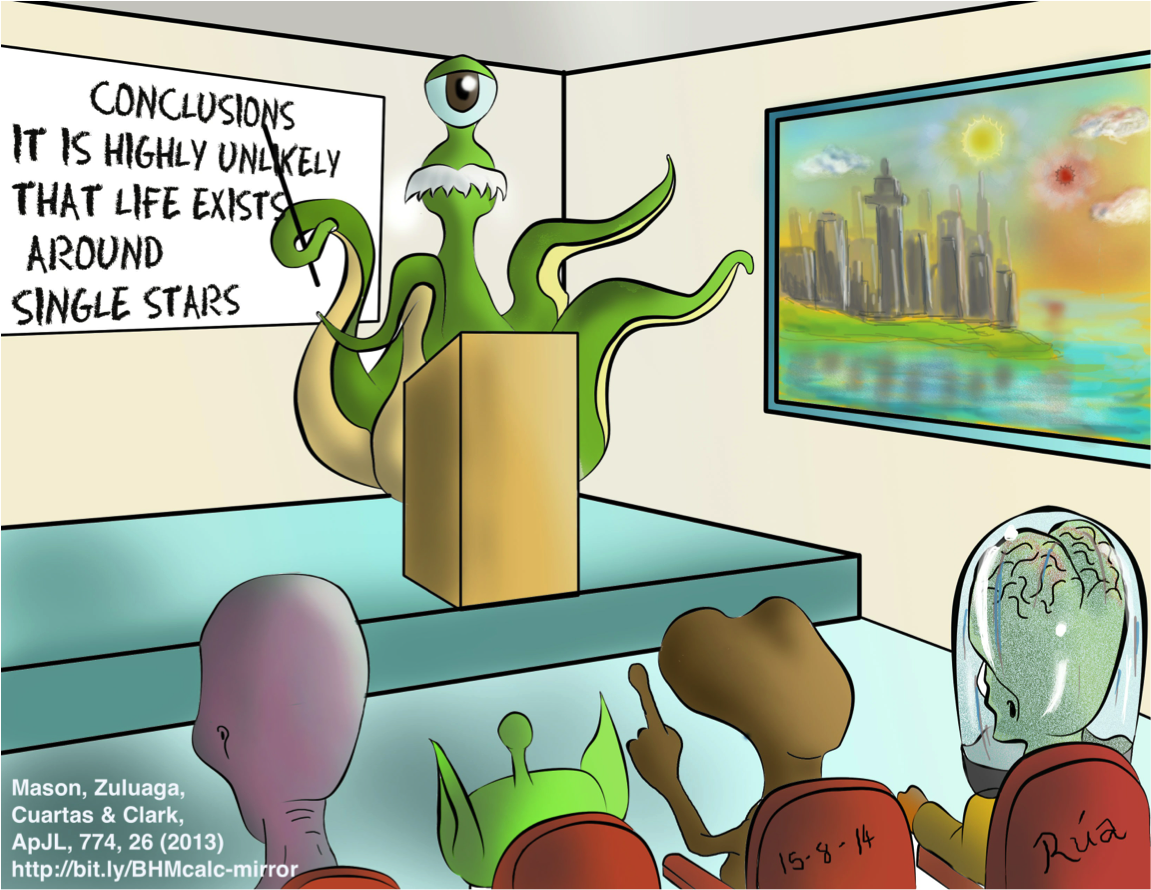 CONCLUSIONS
IT IS HIGHLY UNLIKELY
THAT LIFE EXISTS
AROUND
SINGLE STARS
Mason, Zuluaga,
Cuartas & Clark,
ApJL, 774, 26 (2013)
http://bit.ly/BHMcalc-mirror
15-8-14
Rúa